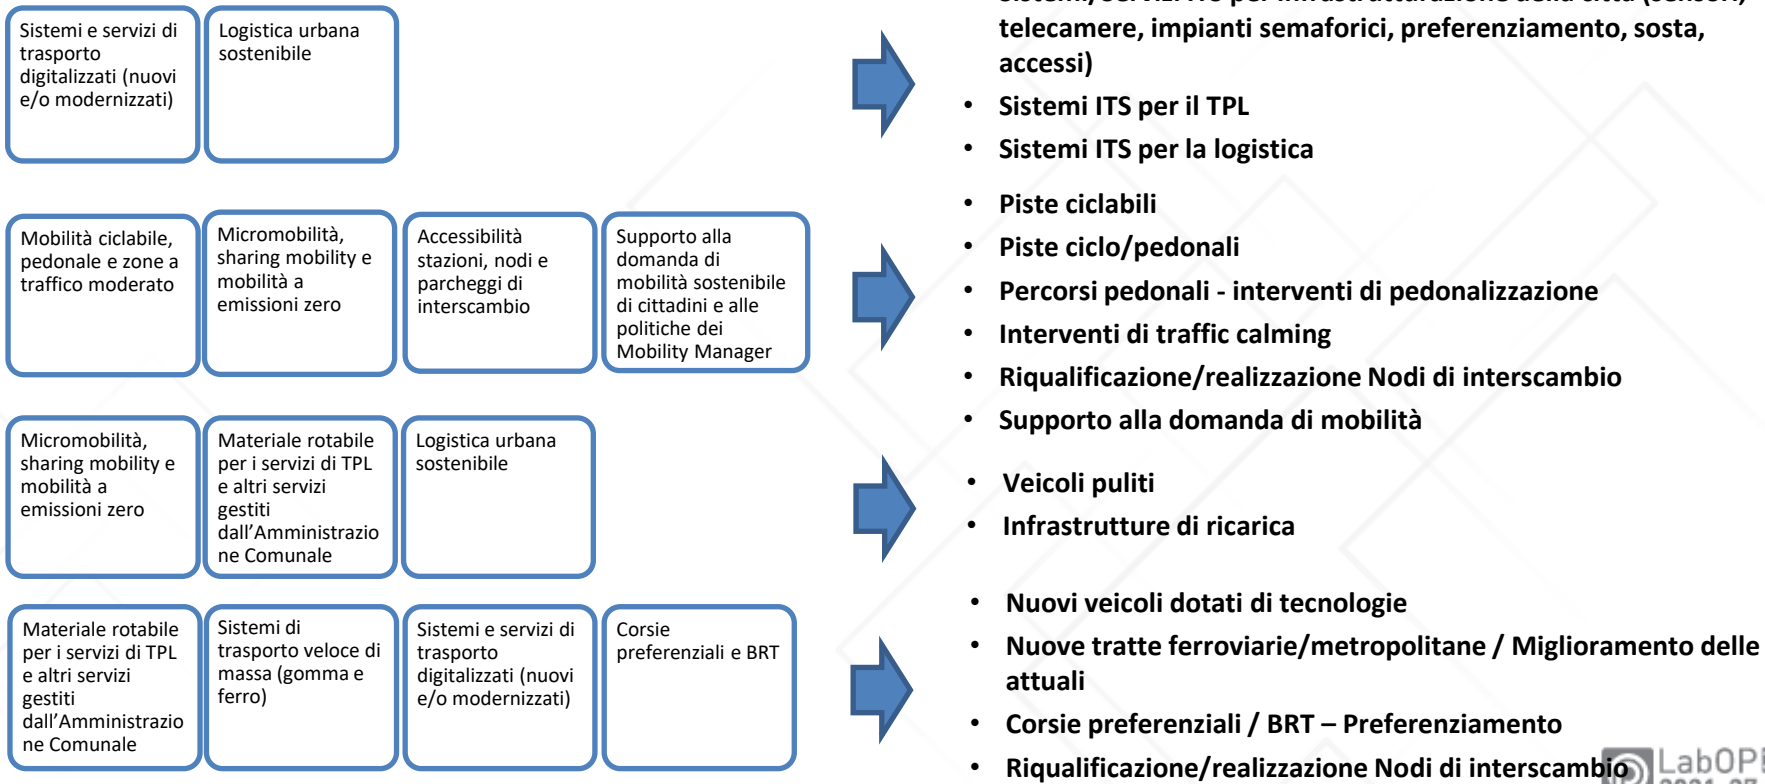 Sistemi e servizi di
trasporto
digitalizzati (nuovi
e/o modernizzati)
Logistica urbana
sostenibile
telecamere, impianti semaforici, preferenziamento, sosta,
accessi)
• Sistemi ITS per il TPL
• Sistemi ITS per la logistica
Mobilità ciclabile,
pedonale e zone a
traffico moderato
Micromobilità,
sharing mobility e
mobilità a
emissioni zero
Accessibilità
stazioni, nodi e
parcheggi di
interscambio
Supporto alla
domanda di
mobilità sostenibile
di cittadini e alle
politiche dei
Mobility Manager
• Piste ciclabili
• Piste ciclo/pedonali
• Percorsi pedonali - interventi di pedonalizzazione
• Interventi di traffic calming
• Riqualificazione/realizzazione Nodi di interscambio
• Supporto alla domanda di mobilità
Micromobilità,
sharing mobility e
mobilità a
emissioni zero
Materiale rotabile
per i servizi di TPL
e altri servizi
gestiti
dall’Amministrazio
ne Comunale
Logistica urbana
sostenibile
• Veicoli puliti
• Infrastrutture di ricarica
Materiale rotabile
per i servizi di TPL
e altri servizi
gestiti
dall’Amministrazio
ne Comunale
Sistemi di
trasporto veloce di
massa (gomma e
ferro)
Sistemi e servizi di
trasporto
digitalizzati (nuovi
e/o modernizzati)
Corsie
preferenziali e BRT
• Nuovi veicoli dotati di tecnologie
• Nuove tratte ferroviarie/metropolitane / Miglioramento delle
attuali
• Corsie preferenziali / BRT – Preferenziamento
• Riqualificazione/realizzazione Nodi di interscambio